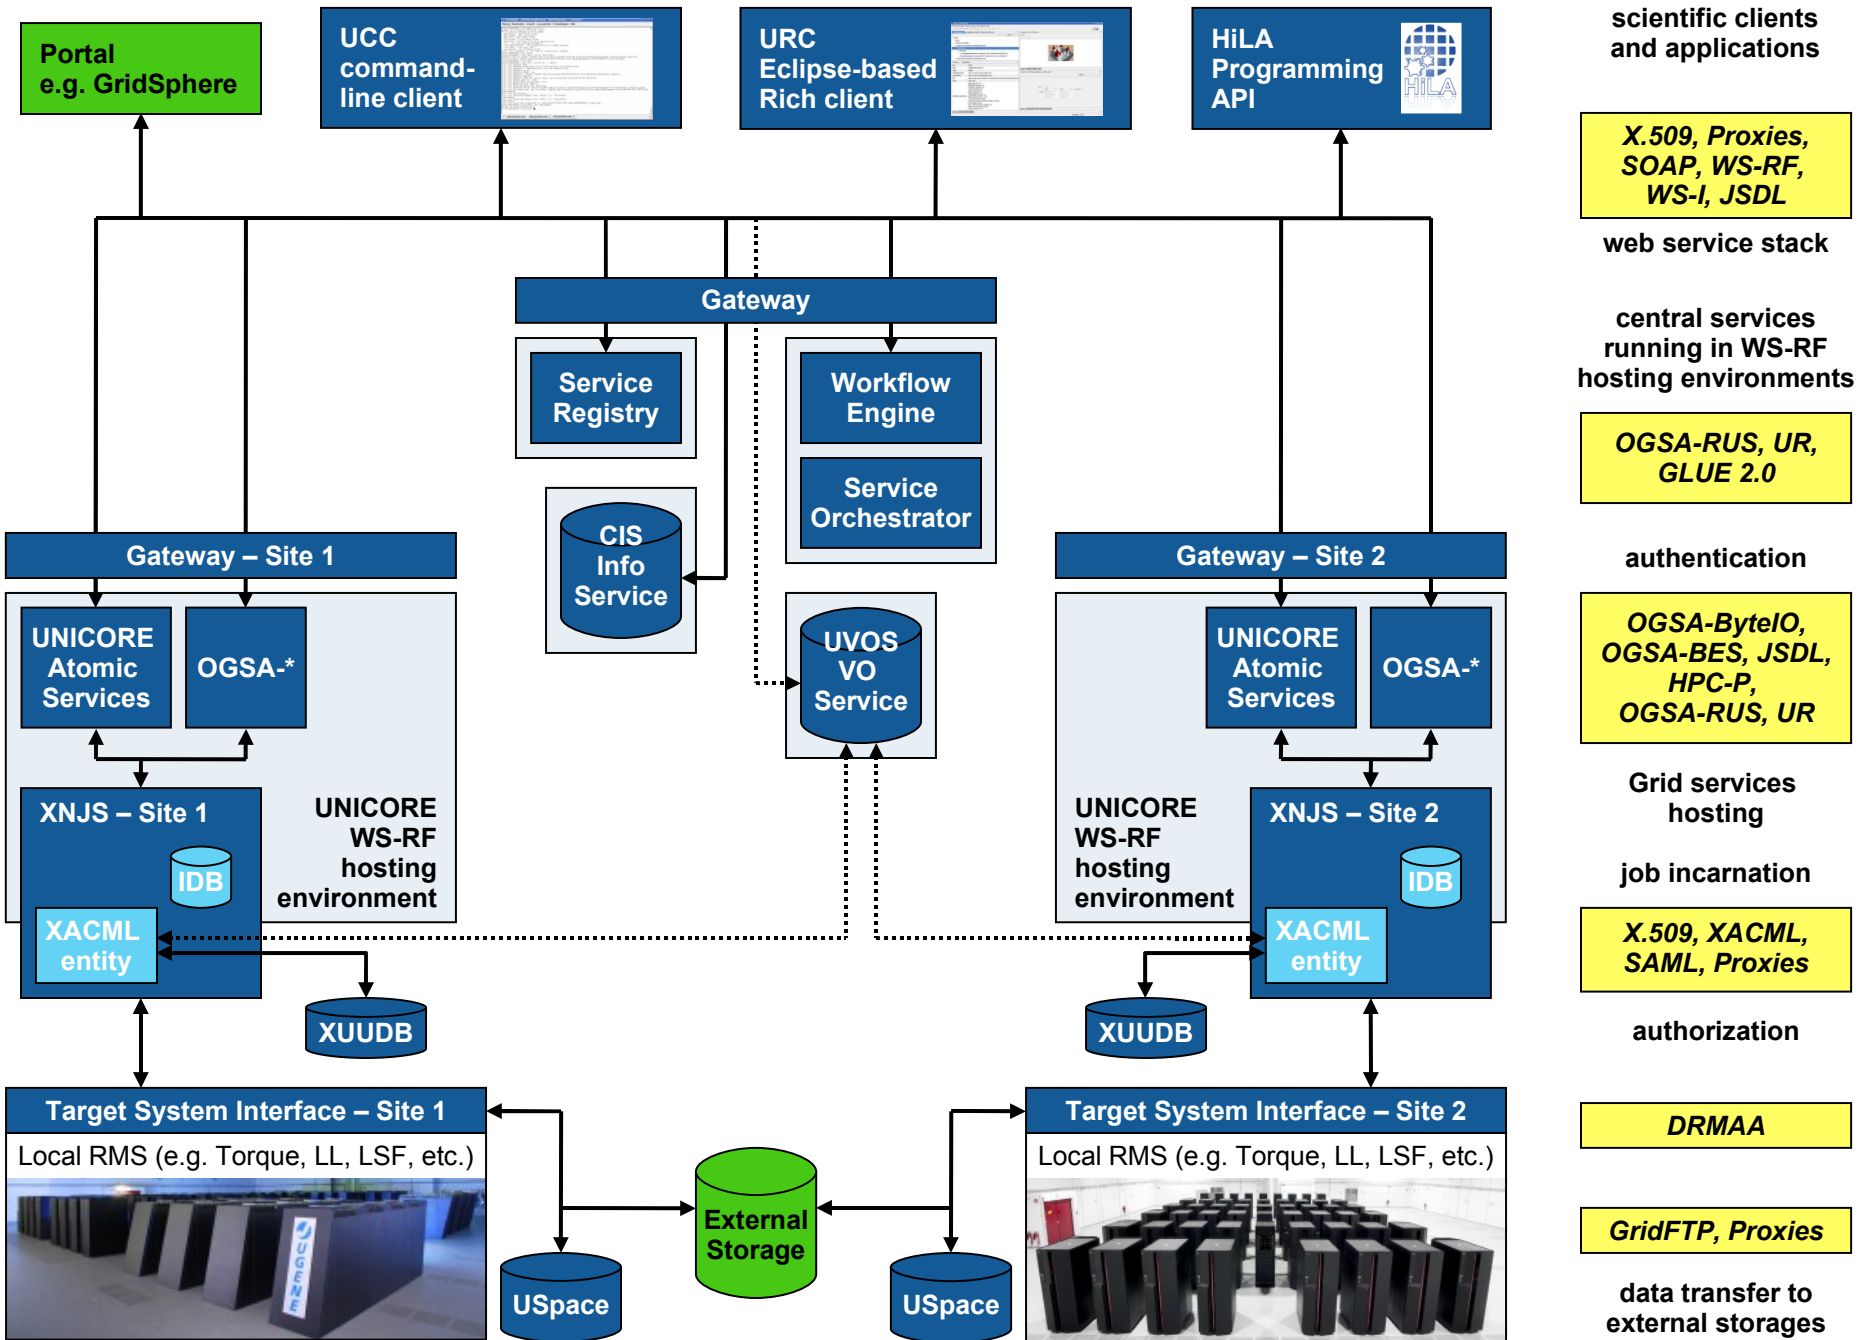 Portal
e.g. GridSphere
UCC
command-
line client
URC
Eclipse-based
Rich client
HiLA
Programming
API
HiLA
scientific clients
and applications
X.509, Proxies,
SOAP, WS-RF,
WS-I, JSDL
web service stack
Gateway
central services
running in WS-RF
hosting environments
Service
Registry
Workflow
Engine
Service
Orchestrator
OGSA-RUS, UR,
GLUE 2.0
CIS
Info
Service
Gateway – Site 1
Gateway – Site 2
authentication
UNICORE
Atomic
Services
OGSA-*
UVOS
VO
Service
UNICORE
Atomic
Services
OGSA-*
OGSA-ByteIO,
OGSA-BES, JSDL,
HPC-P,
OGSA-RUS, UR
XNJS – Site 1
IDB
UNICORE
WS-RF
hosting
environment
UNICORE
WS-RF
hosting
environment
XNJS – Site 2
IDB
Grid services
hosting
job incarnation
XACML
entity
XACML
entity
X.509, XACML,
SAML, Proxies
XUUDB
XUUDB
authorization
Target System Interface – Site 1
Local RMS (e.g. Torque, LL, LSF, etc.)
Target System Interface – Site 2
Local RMS (e.g. Torque, LL, LSF, etc.)
DRMAA
JUGENE
External
Storage
USpace
USpace
GridFTP, Proxies
data transfer to
external storages